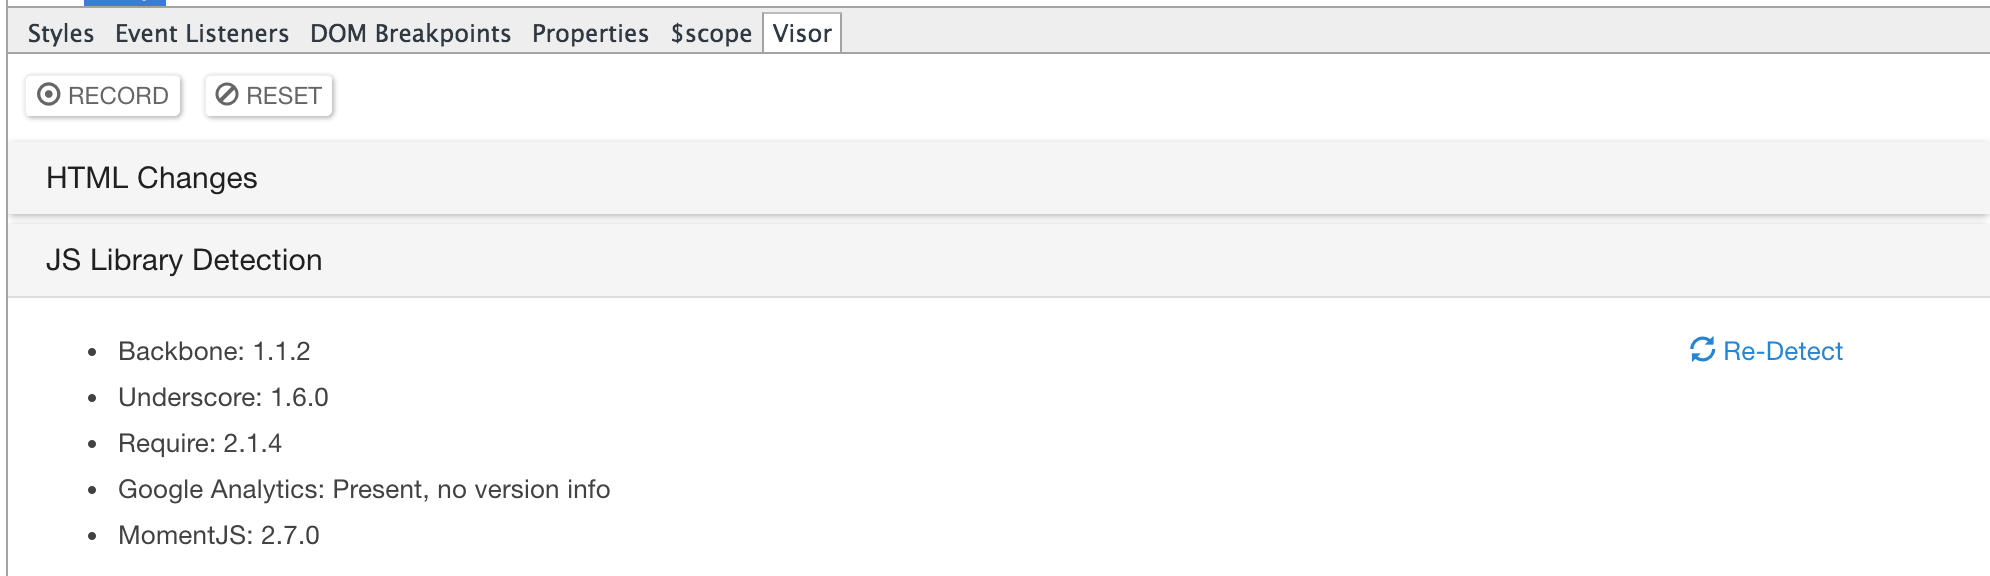 Styles Event Listeners DOM Breakpoints Properties $scope Visor
RECORD RESET
HTML Changes
JS Library Detection
Backbone: 1.1.2 Re-Detect
Underscore: 1.6.0
Require: 2.1.4
Google Analytics: Present, no version info
MomentJS: 2.7.0